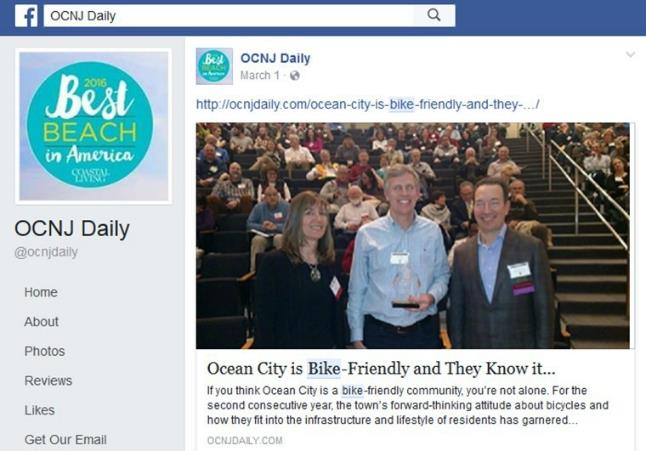 OCNJ Daily
2016
Best
BEACH
in America
COASTAL
LIVING
OCNJ Daily
@ocnjdaily
Home
About
Photos
Reviews
Likes
Get Our Email
Best
BEACH
in America
OCNJ Daily
March 1 ·
http://ocnjdaily.com/ocean-city-is-bike-friendly-and-they-.../
Ocean City is Bike-Friendly and They Know it...
If you think Ocean City is a bike-friendly community, you're not alone. For the
second consecutive year, the town's forward-thinking attitude about bicycles and
how they fit into the infrastructure and lifestyle of residents has garnered...
OCNJDAILY.COM